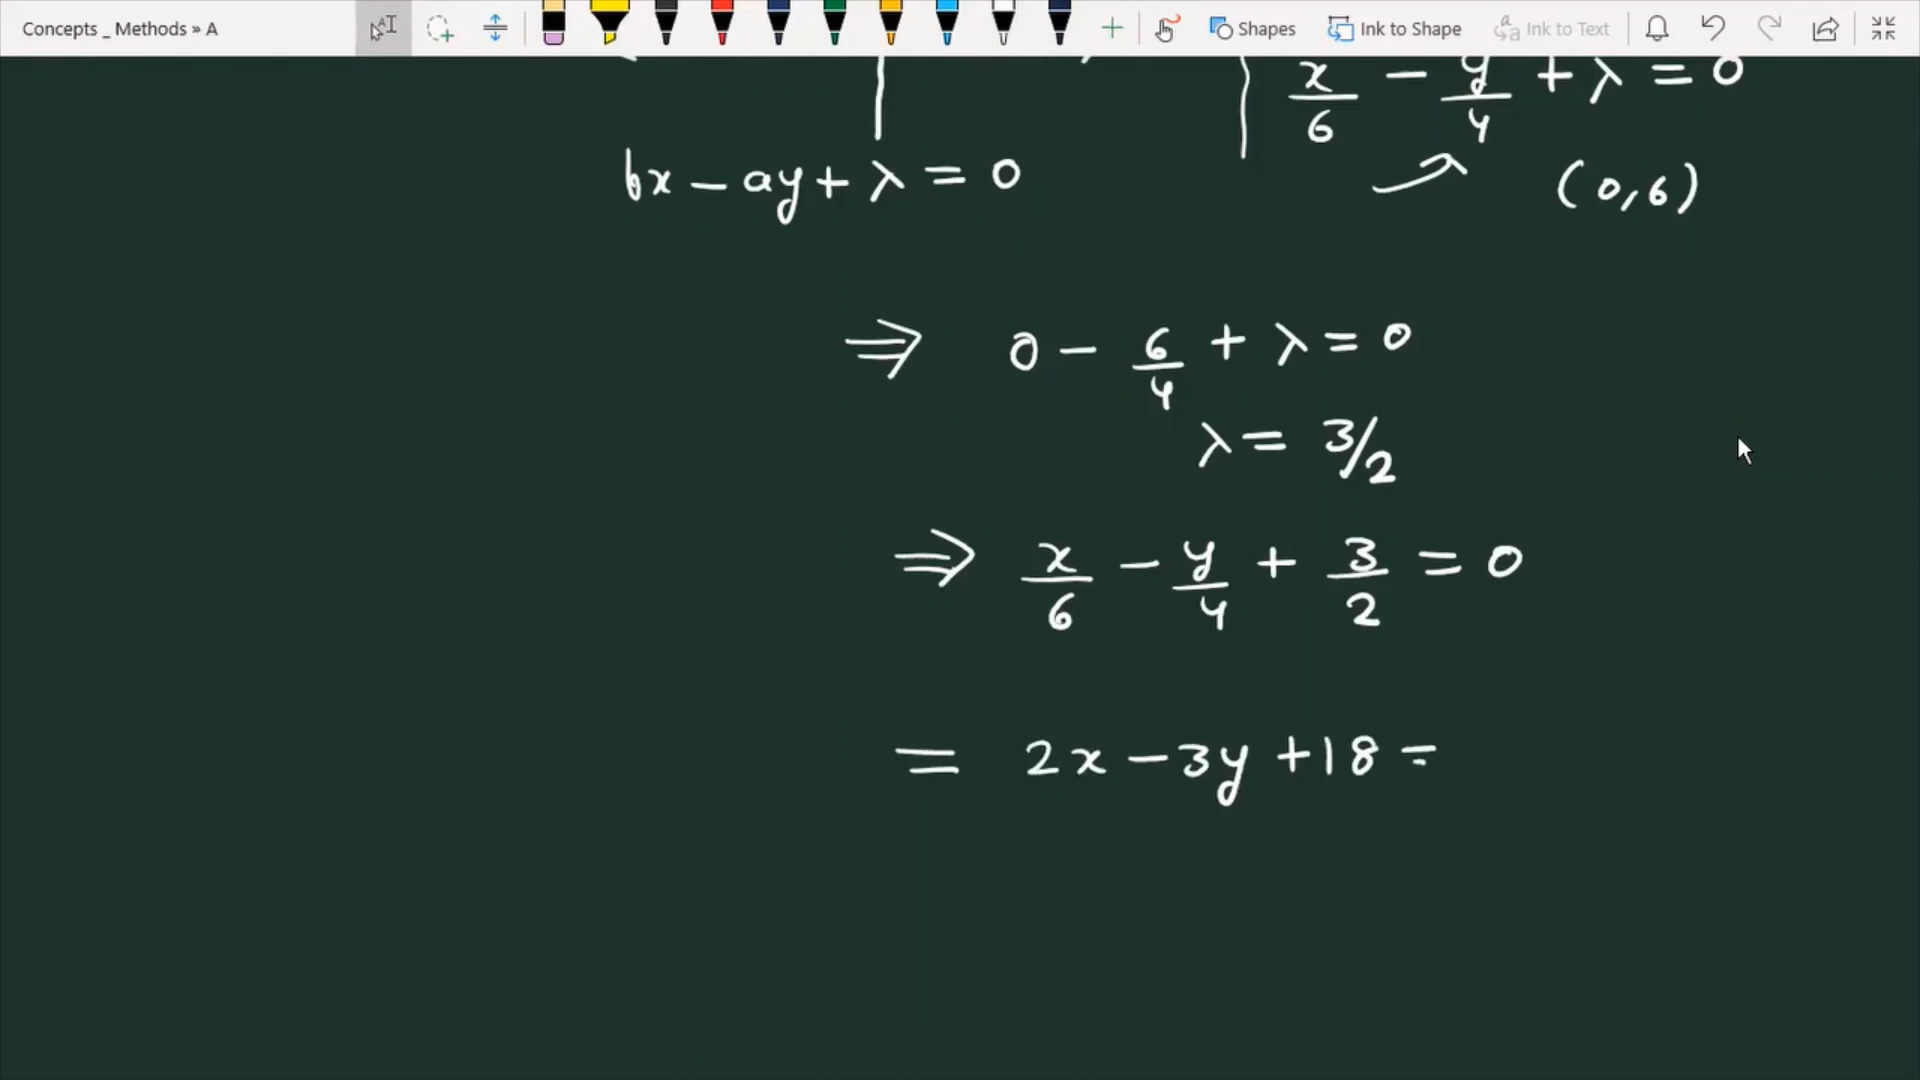 Concepts _ Methods » A
Shapes
Ink to Shape
Ink to Text
x/6 - y/4 + λ = 0
bx - ay + λ = 0
(0,6)
⇒ 0 - 6/4 + λ = 0
λ = 3/2
⇒ x/6 - y/4 + 3/2 = 0
= 2x - 3y + 18 =